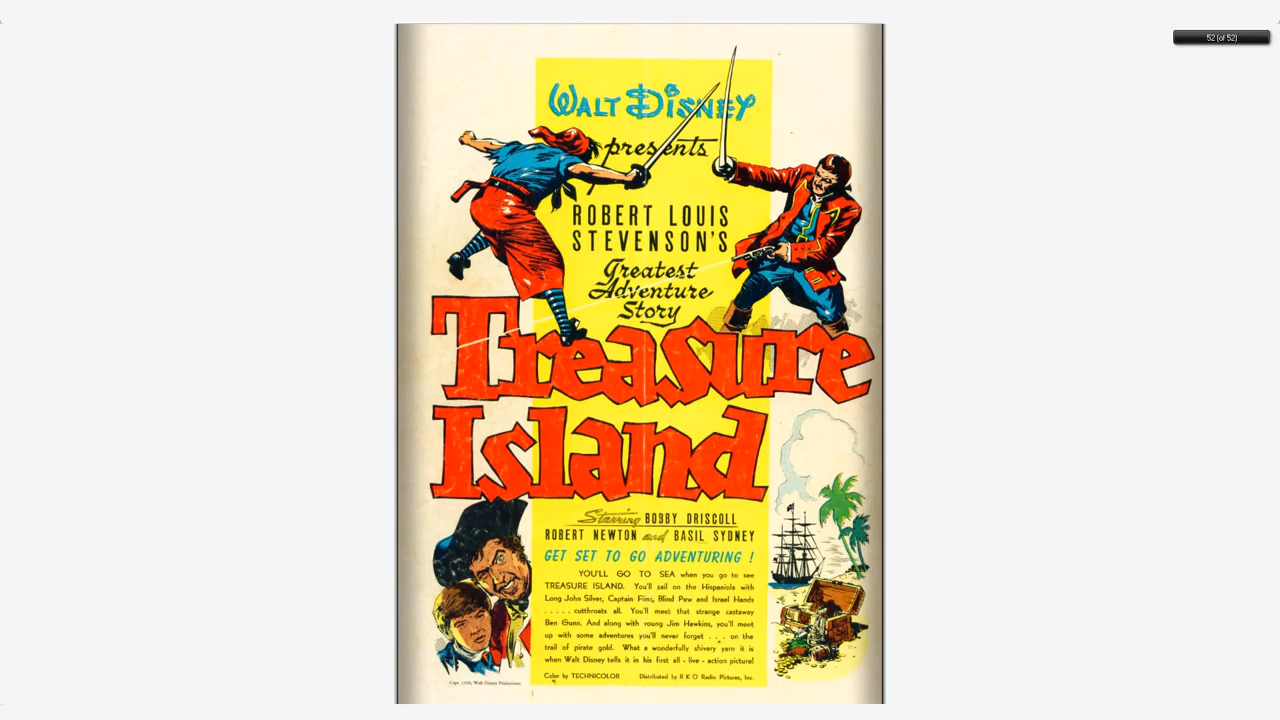 52 (of 52)
WALT DISNEY
presents
ROBERT LOUIS
STEVENSON'S
Greatest
Adventure
Story
Treasure
Island
Starring BOBBY DRISCOLL
ROBERT NEWTON and BASIL SYDNEY
GET SET TO GO ADVENTURING !
YOU'LL GO TO SEA when you go to see
TREASURE ISLAND. You'll sail on the Hispaniola with
Long John Silver, Captain Flint, Blind Pew and Israel Hands
. . . . . cutthroats all. You'll meet that strange castaway
Ben Gunn. And along with young Jim Hawkins, you'll meet
up with some adventures you'll never forget . . . on the
trail of pirate gold. What a wonderfully shivery yarn it is
when Walt Disney tells it in his first all - live - action picture!
Color by TECHNICOLOR Distributed by R K O Radio Pictures, Inc.
Walt Disney Productions